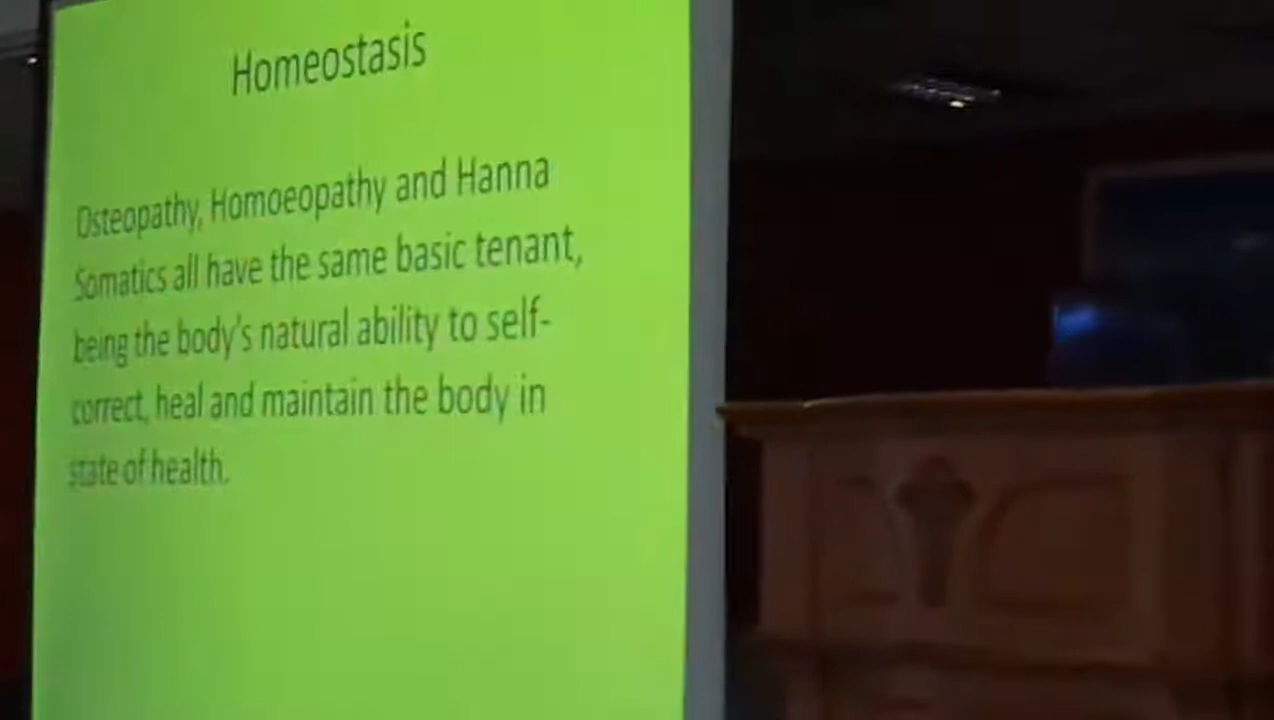 Homeostasis
Osteopathy, Homoeopathy and Hanna
Somatics all have the same basic tenant,
being the body's natural ability to self-
correct, heal and maintain the body in
state of health.